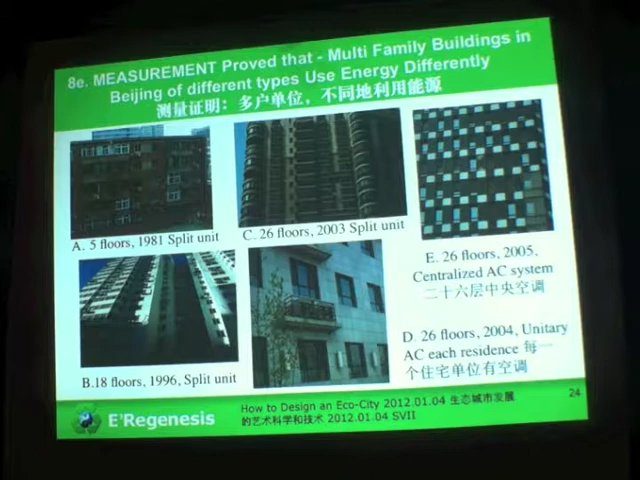 8e. MEASUREMENT Proved that - Multi Family Buildings in
Beijing of different types Use Energy Differently
测量证明：多户单位，不同地利用能源
A. 5 floors, 1981 Split unit
C. 26 floors, 2003 Split unit
E. 26 floors, 2005,
Centralized AC system
二十六层中央空调
B.18 floors, 1996, Split unit
D. 26 floors, 2004, Unitary
AC each residence 每一
个住宅单位有空调
E³Regenesis
How to Design an Eco-City 2012.01.04 生态城市发展
的艺术科学和技术 2012.01.04 SVII
24